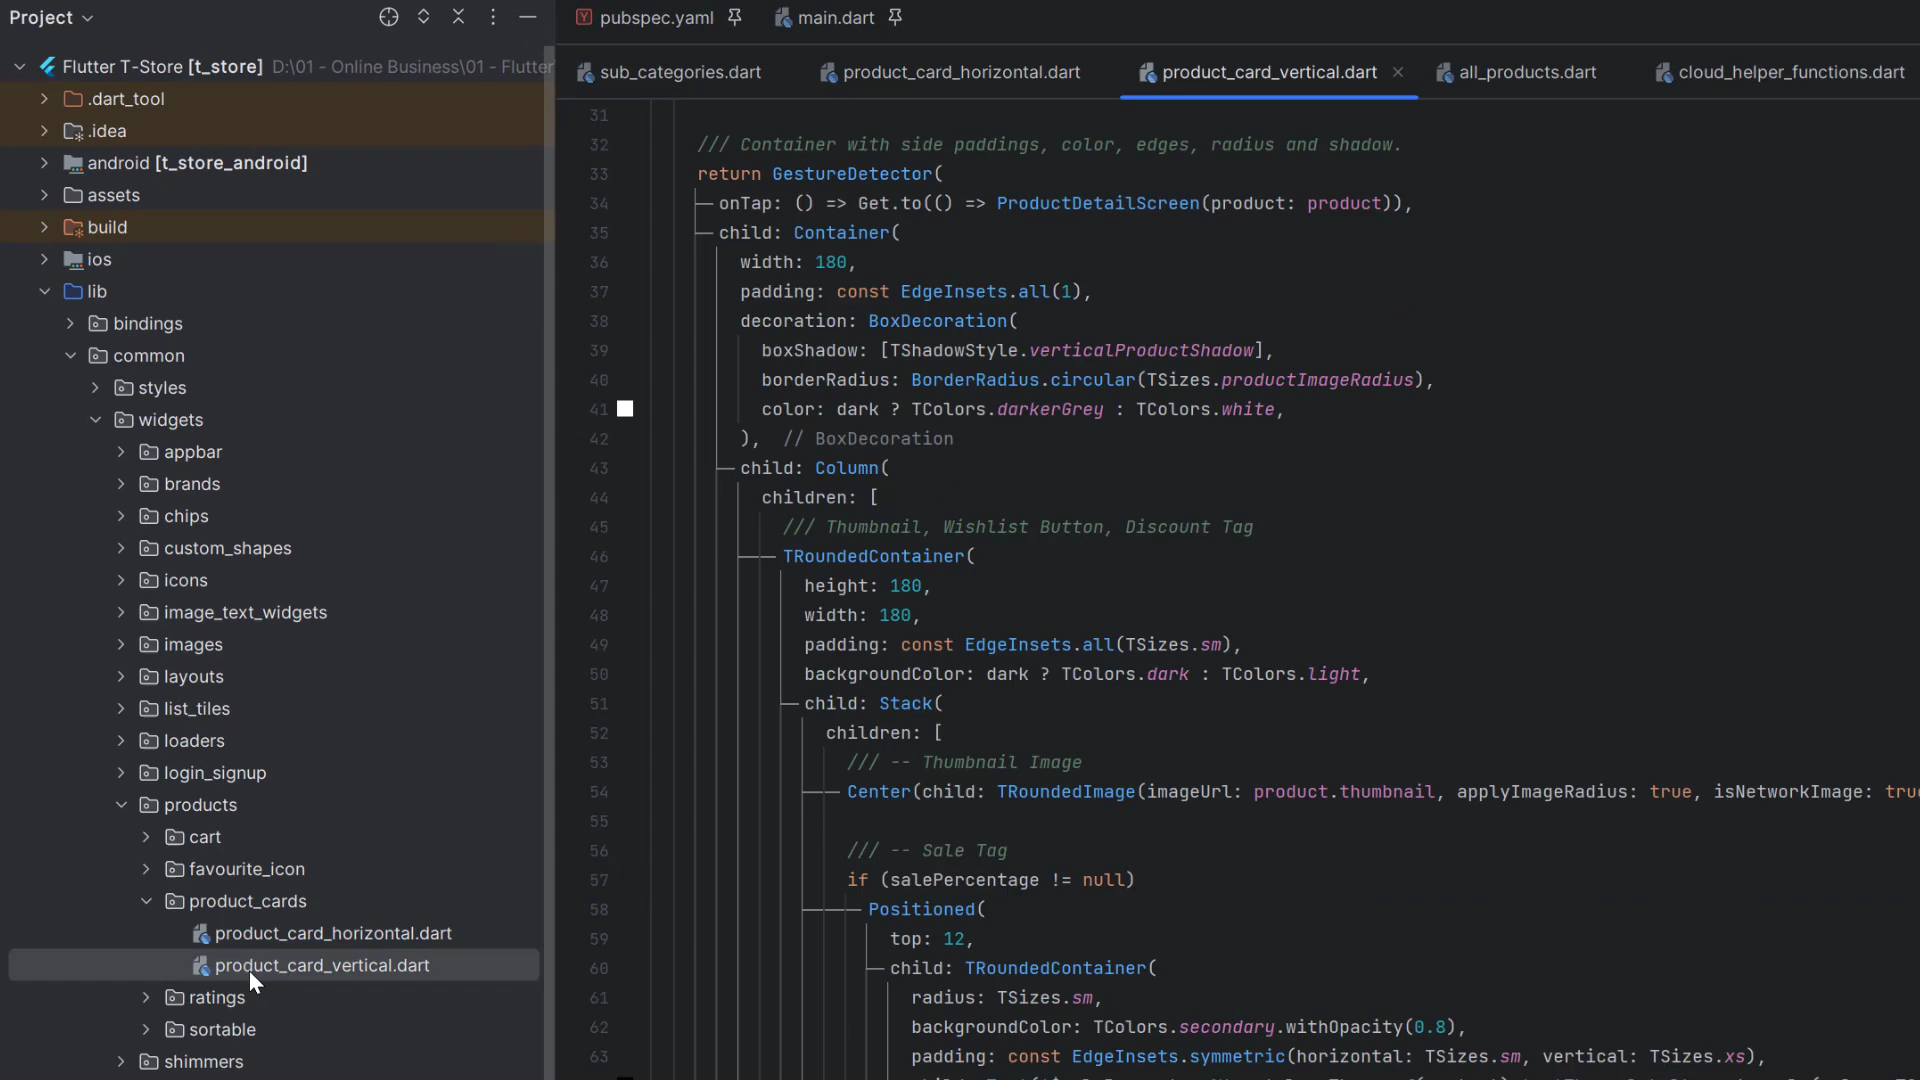 Project
Flutter T-Store [t_store] D:\01 - Online Business\01 - Flutter
.dart_tool
.idea
android [t_store_android]
assets
build
ios
lib
bindings
common
styles
widgets
appbar
brands
chips
custom_shapes
icons
image_text_widgets
images
layouts
list_tiles
loaders
login_signup
products
cart
favourite_icon
product_cards
product_card_horizontal.dart
product_card_vertical.dart
ratings
sortable
shimmers
pubspec.yaml main.dart
sub_categories.dart product_card_horizontal.dart product_card_vertical.dart all_products.dart cloud_helper_functions.dart
31
32 /// Container with side paddings, color, edges, radius and shadow.
33 return GestureDetector(
34 onTap: () => Get.to(() => ProductDetailScreen(product: product)),
35 child: Container(
36 width: 180,
37 padding: const EdgeInsets.all(1),
38 decoration: BoxDecoration(
39 boxShadow: [TShadowStyle.verticalProductShadow],
40 borderRadius: BorderRadius.circular(TSizes.productImageRadius),
41 color: dark ? TColors.darkerGrey : TColors.white,
42 ), // BoxDecoration
43 child: Column(
44 children: [
45 /// Thumbnail, Wishlist Button, Discount Tag
46 TRoundedContainer(
47 height: 180,
48 width: 180,
49 padding: const EdgeInsets.all(TSizes.sm),
50 backgroundColor: dark ? TColors.dark : TColors.light,
51 child: Stack(
52 children: [
53 /// -- Thumbnail Image
54 Center(child: TRoundedImage(imageUrl: product.thumbnail, applyImageRadius: true, isNetworkImage: true
55
56 /// -- Sale Tag
57 if (salePercentage != null)
58 Positioned(
59 top: 12,
60 child: TRoundedContainer(
61 radius: TSizes.sm,
62 backgroundColor: TColors.secondary.withOpacity(0.8),
63 padding: const EdgeInsets.symmetric(horizontal: TSizes.sm, vertical: TSizes.xs),